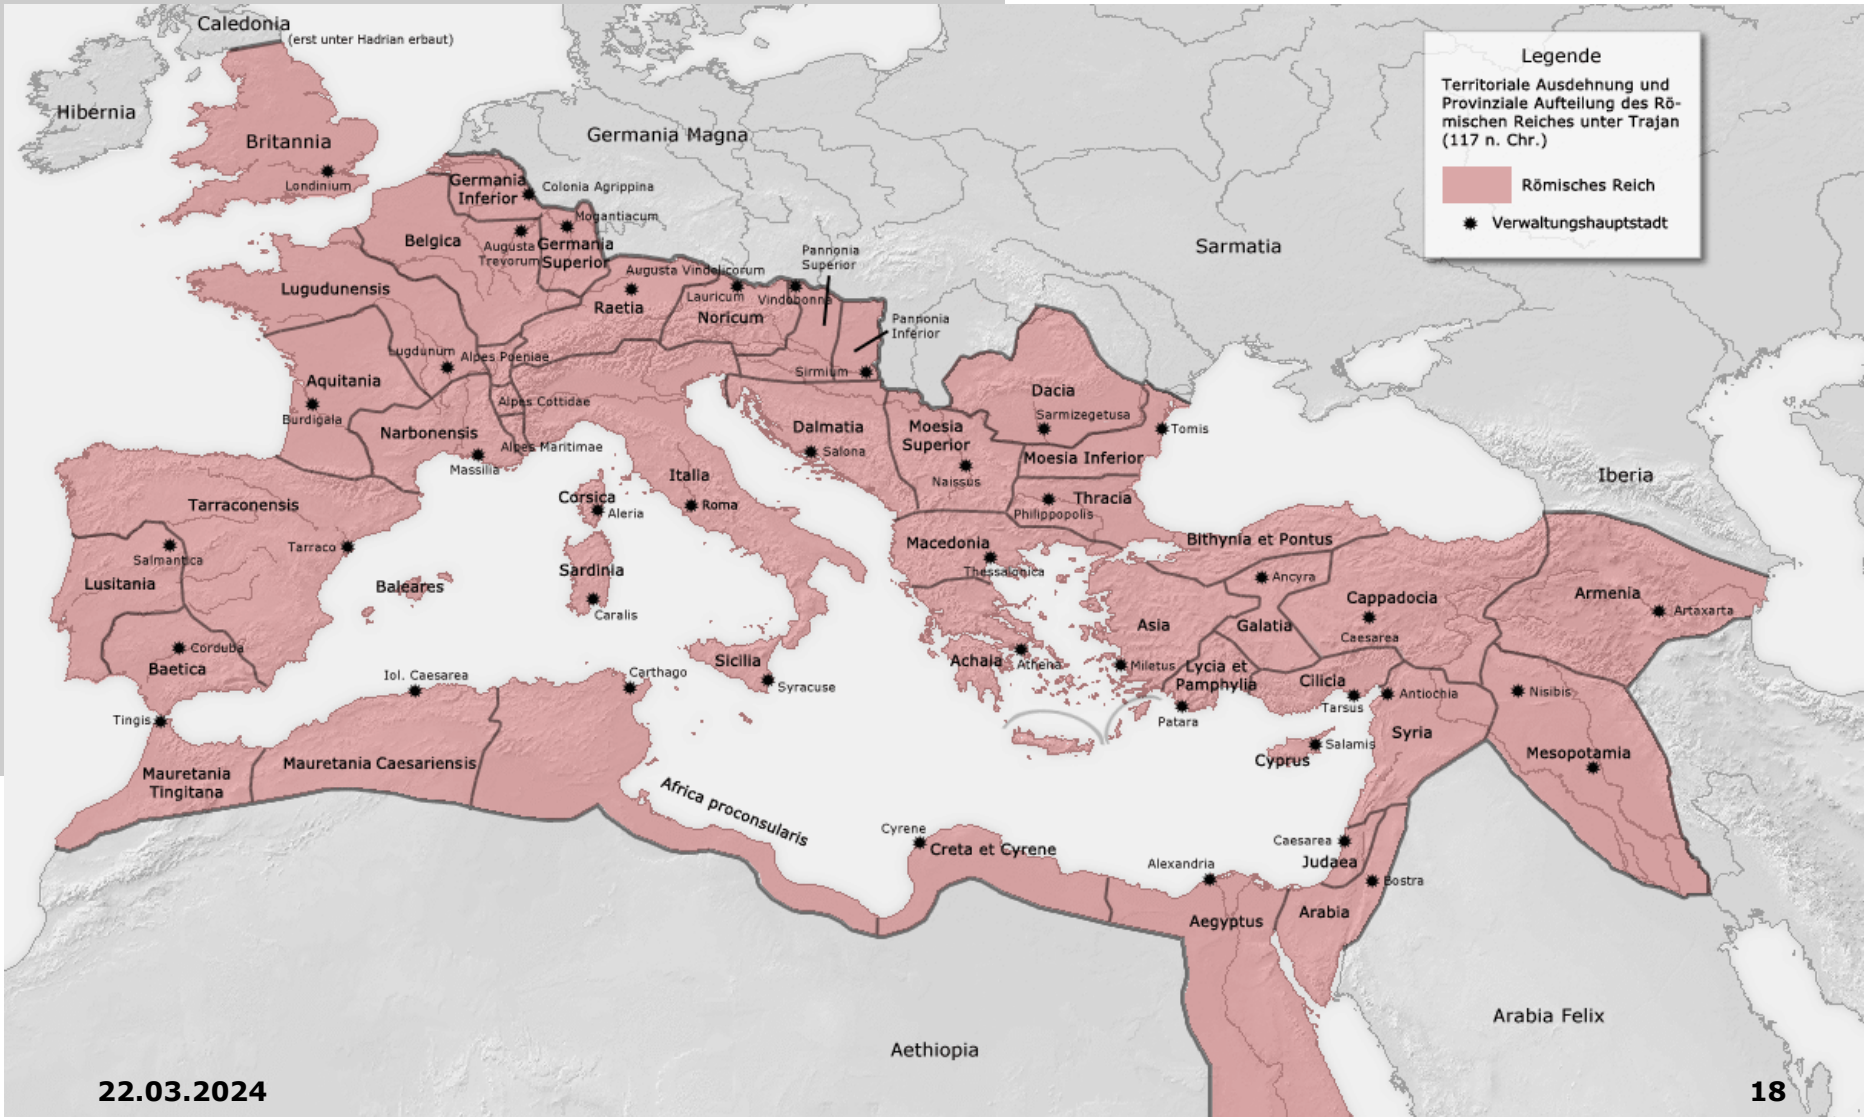 Caledonia
(erst unter Hadrian erbaut)
Hibernia
Britannia
Londinium
Germania Magna
Sarmatia
Legende
Territoriale Ausdehnung und
Provinziale Aufteilung des Rö-
mischen Reiches unter Trajan
(117 n. Chr.)
Römisches Reich
Verwaltungshauptstadt
Germania
Inferior
Colonia Agrippina
Mogantiacum
Belgica
Augusta
Trevorum
Germania
Superior
Lugudunensis
Augusta Vindelicorum
Raetia
Lauricum
Noricum
Vindobonna
Pannonia
Superior
Pannonia
Inferior
Sirmium
Lugdunum
Alpes Poeniae
Aquitania
Burdigala
Alpes Cottidae
Narbonensis
Massilia
Alpes Maritimae
Dalmatia
Salona
Moesia
Superior
Naissus
Dacia
Sarmizegetusa
Tomis
Moesia Inferior
Thracia
Philippopolis
Iberia
Italia
Roma
Corsica
Aleria
Sardinia
Caralis
Tarraconensis
Tarraco
Salmantica
Lusitania
Baleares
Corduba
Baetica
Macedonia
Thessalonica
Bithynia et Pontus
Ancyra
Cappadocia
Caesarea
Armenia
Artaxarta
Asia
Galatia
Achaia
Athena
Miletus
Lycia et
Pamphylia
Patara
Cilicia
Tarsus
Antiochia
Nisibis
Syria
Mesopotamia
Salamis
Cyprus
Sicilia
Syracuse
Carthago
Iol. Caesarea
Tingis
Mauretania
Tingitana
Mauretania Caesariensis
Africa proconsularis
Cyrene
Creta et Cyrene
Alexandria
Aegyptus
Caesarea
Judaea
Bostra
Arabia
Arabia Felix
Aethiopia
22.03.2024
18